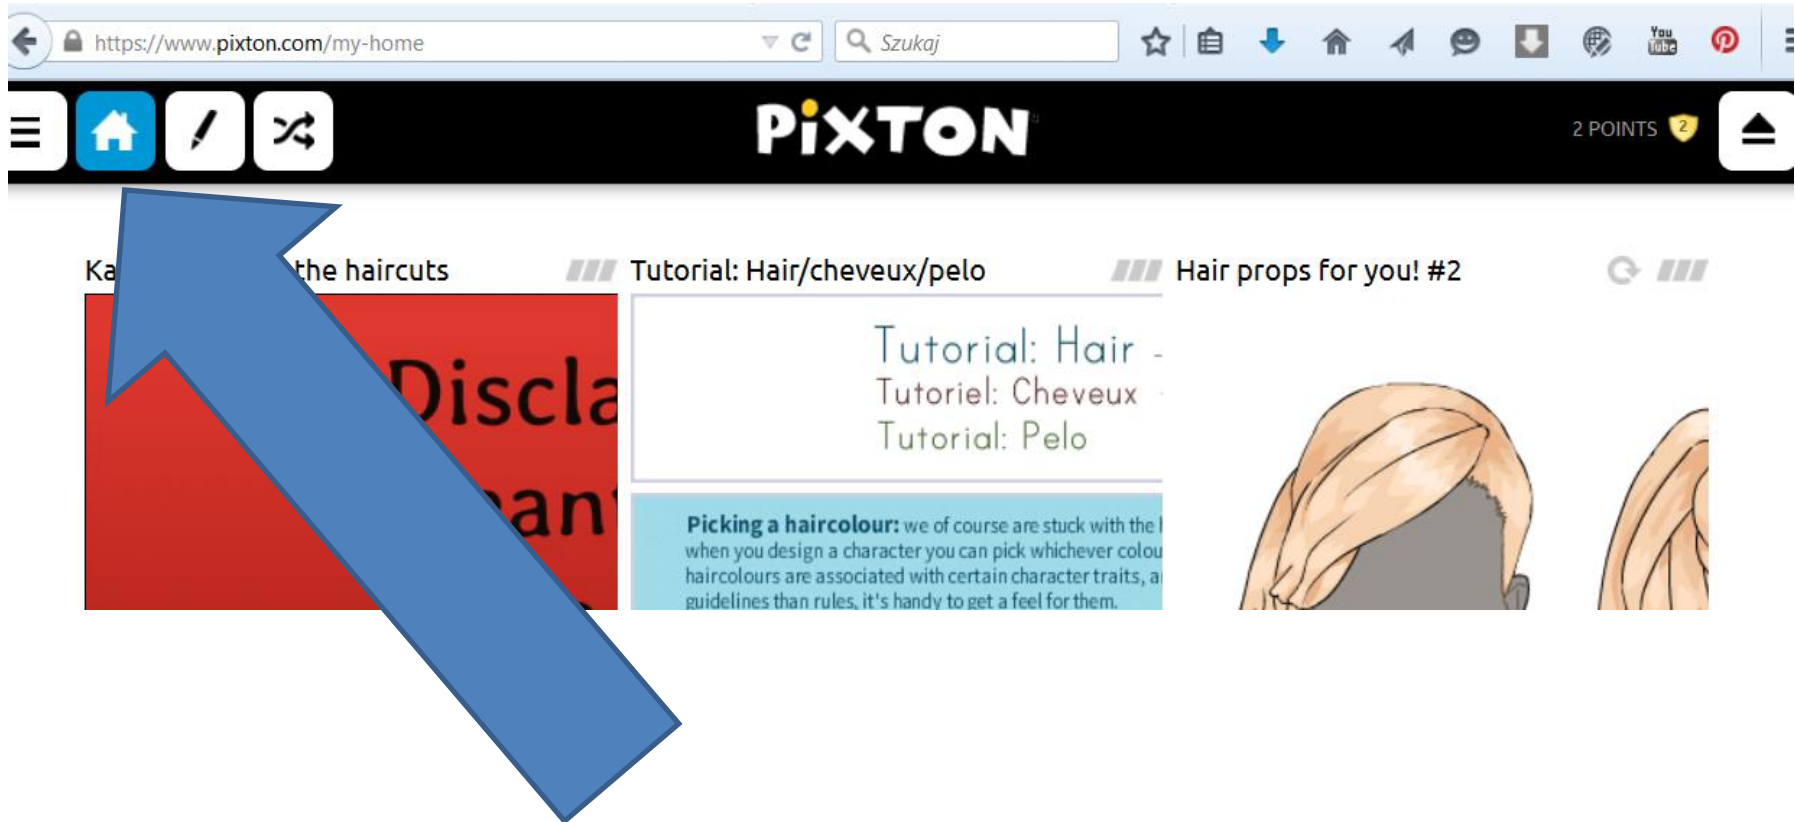 https://www.pixton.com/my-home
Szukaj
You
Tube
PiXTON
2 POINTS 2
the haircuts
Tutorial: Hair/cheveux/pelo
Hair props for you! #2
Discla
Tutorial: Hair -
Tutoriel: Cheveux -
Tutorial: Pelo
Picking a haircolour: we of course are stuck with the
when you design a character you can pick whichever colou
haircolours are associated with certain character traits, a
guidelines than rules, it's handy to get a feel for them.